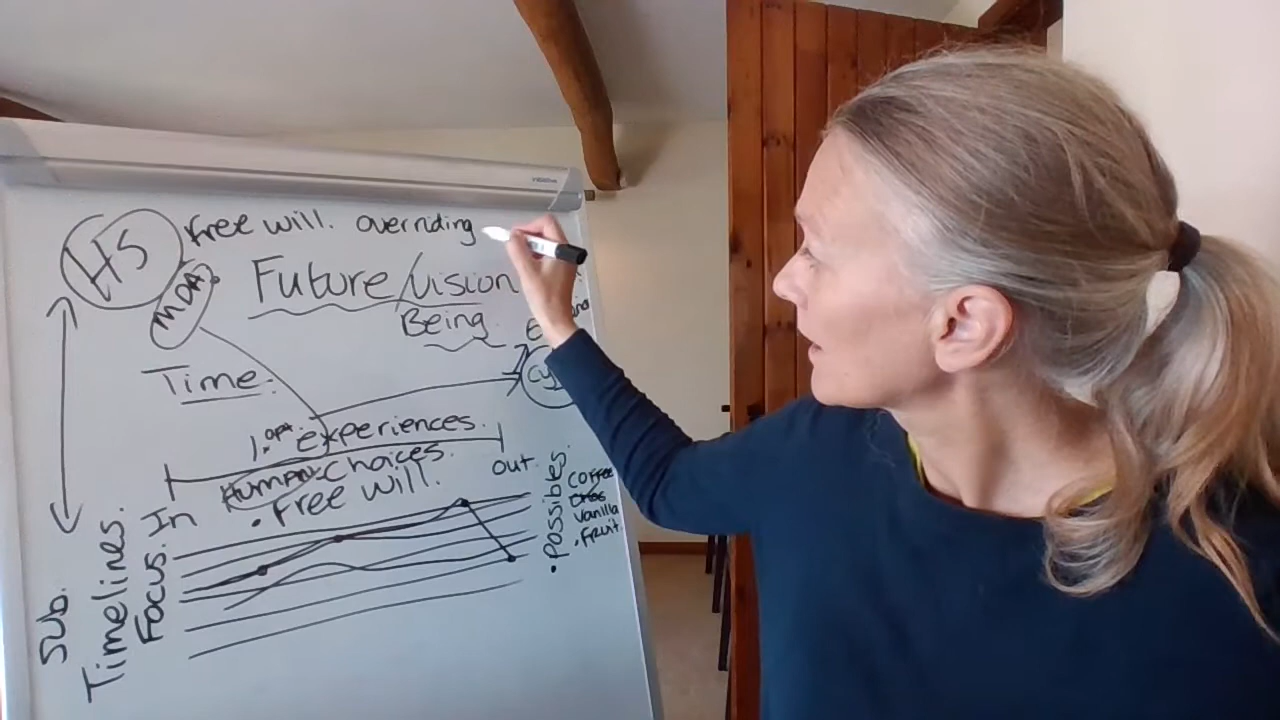 HS free will. overriding
MDA
Future/Vision
Being
Time.
1. opt. experiences.
Human Choices.
• Free will.
In
out
Focus.
Timelines.
Sub.
• Possibles.
Coffee
Vanilla
• Fruit.